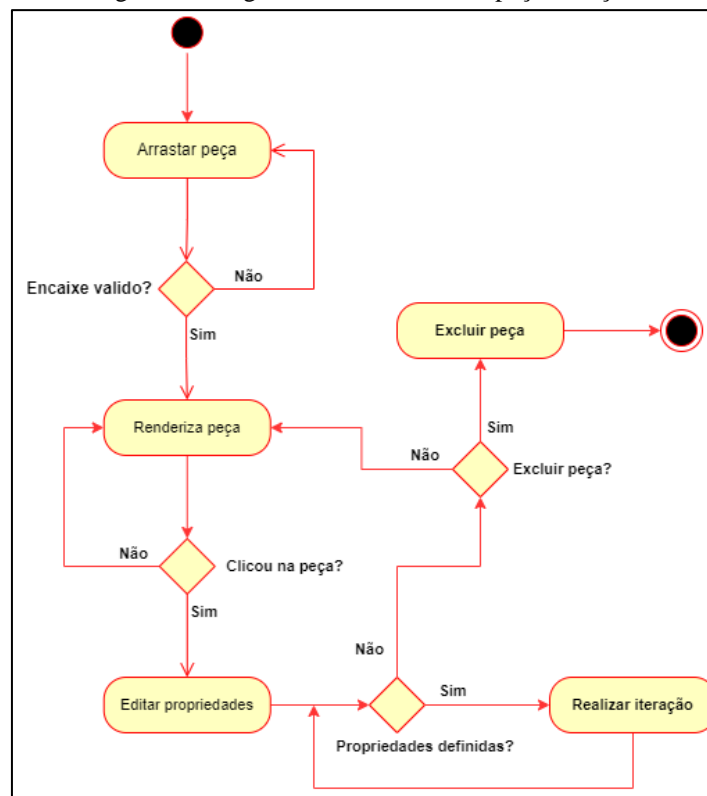 Arrastar peça
Não
Encaixe valido?
Sim
Excluir peça
Sim
Renderiza peça
Não
Excluir peça?
Não
Clicou na peça?
Sim
Não
Sim
Editar propriedades
Realizar iteração
Propriedades definidas?